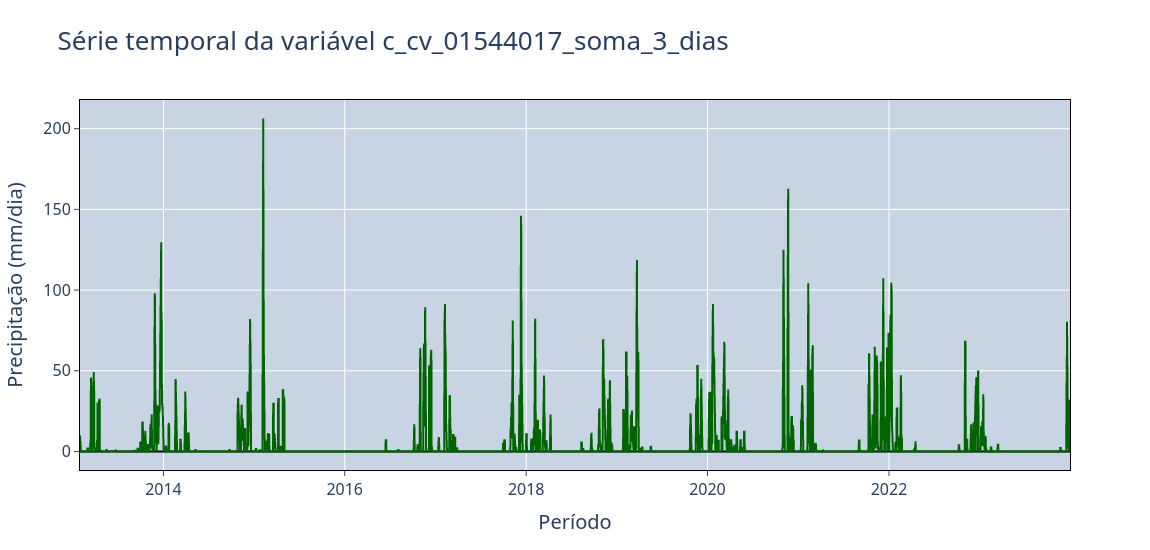 Série temporal da variável c_cv_01544017_soma_3_dias
Precipitação (mm/dia)
200
150
100
50
0
2014 2016 2018 2020 2022
Período